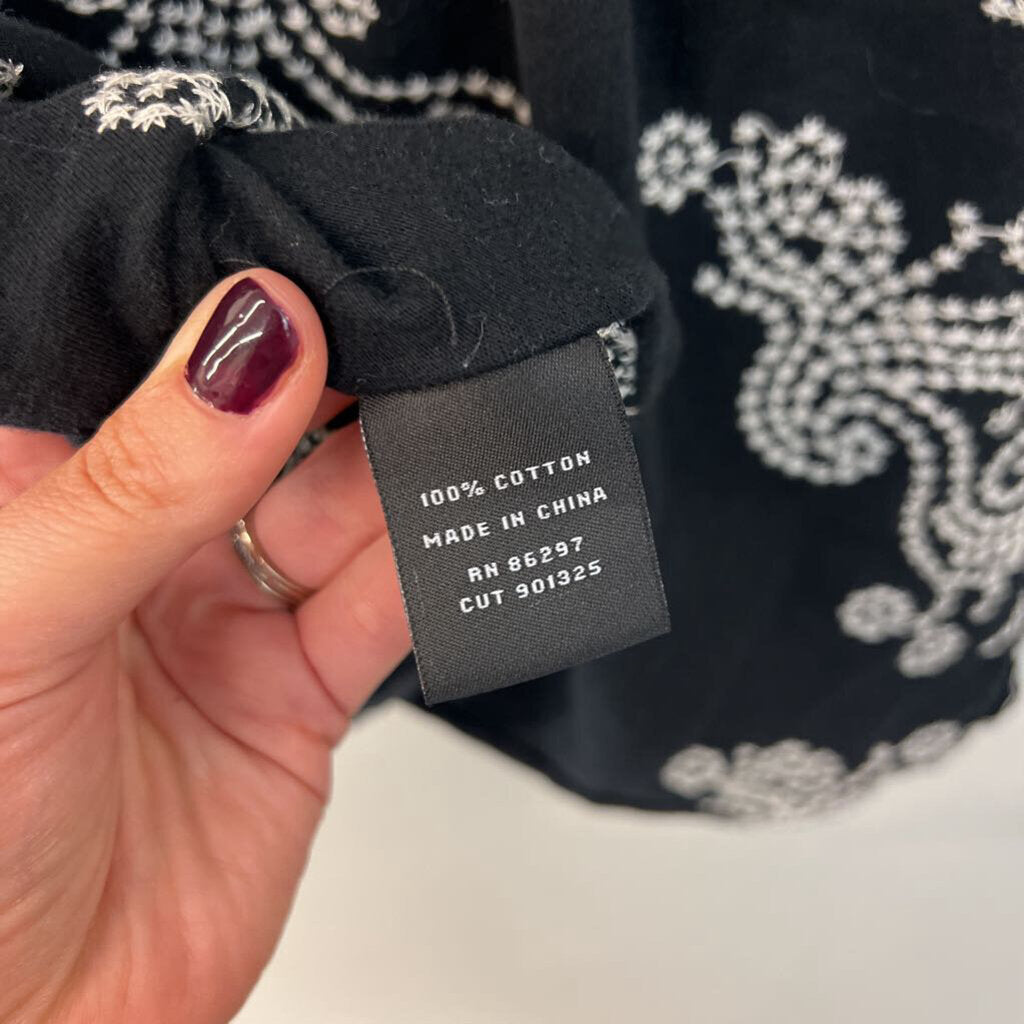 100% COTTON
MADE IN CHINA
RN 86297
CUT 901325